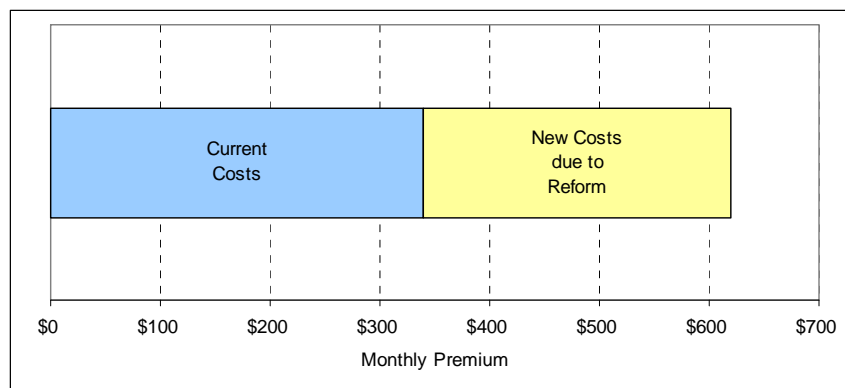 Current
Costs
New Costs
due to
Reform
$0 $100 $200 $300 $400 $500 $600 $700
Monthly Premium